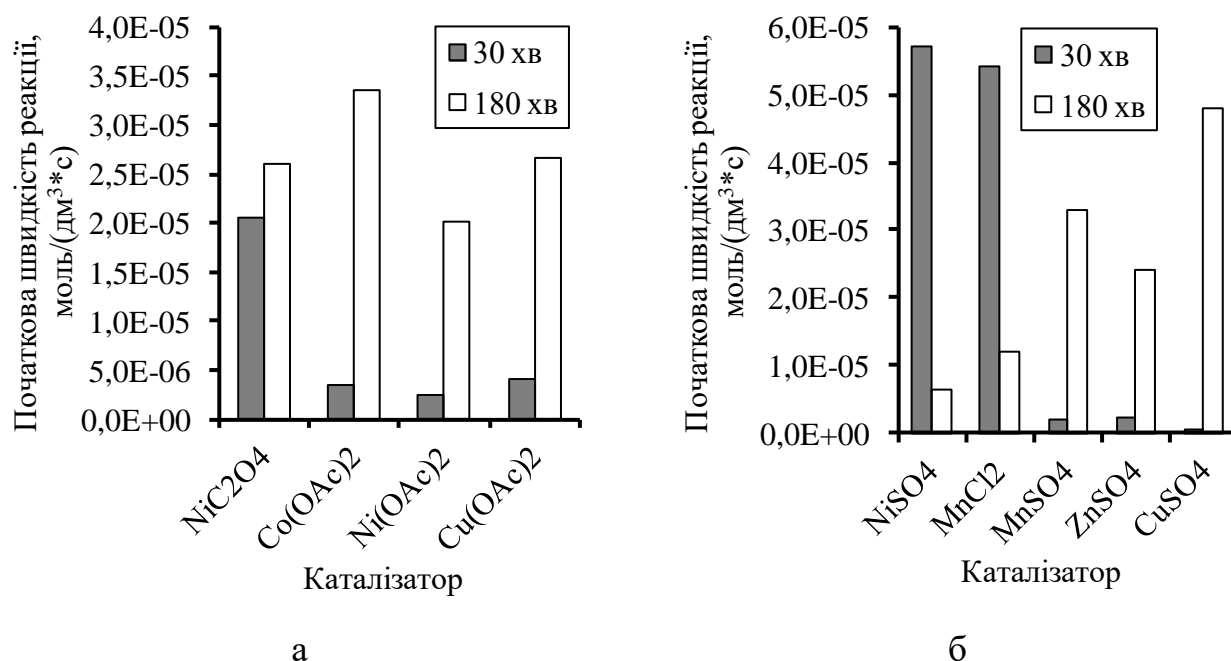 Початкова швидкість реакції,
моль/(дм³*с)
4,0E-05
3,5E-05
3,0E-05
2,5E-05
2,0E-05
1,5E-05
1,0E-05
5,0E-06
0,0E+00
30 хв
180 хв
NiC2O4
Co(OAc)2
Ni(OAc)2
Cu(OAc)2
Каталізатор
а
Початкова швидкість реакції,
моль/(дм³*с)
6,0E-05
5,0E-05
4,0E-05
3,0E-05
2,0E-05
1,0E-05
0,0E+00
30 хв
180 хв
NiSO4
MnCl2
MnSO4
ZnSO4
CuSO4
Каталізатор
б